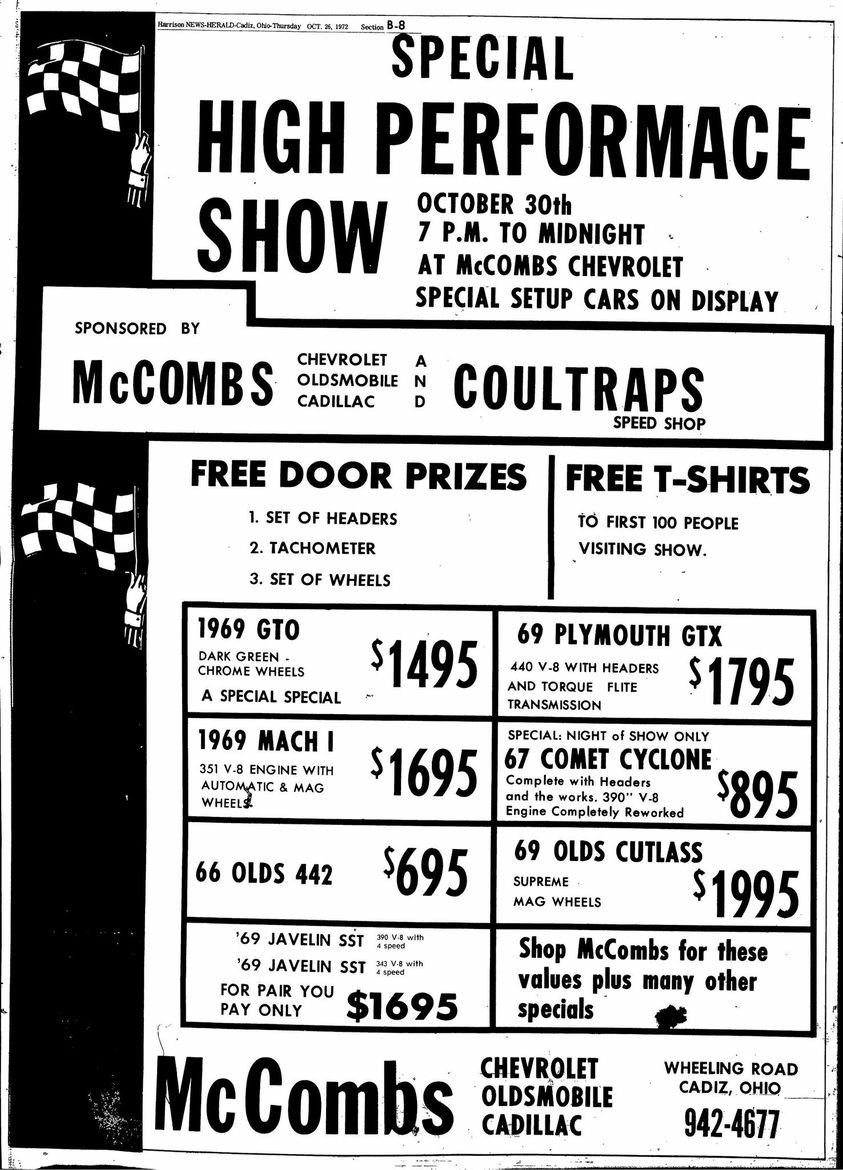 Harrison NEWS-HERALD-Cadiz, Ohio-Thursday OCT. 26, 1972 Section B-8
SPECIAL
HIGH PERFORMACE
SHOW
OCTOBER 30th
7 P.M. TO MIDNIGHT
AT McCOMBS CHEVROLET
SPECIAL SETUP CARS ON DISPLAY
SPONSORED BY
McCOMBS
CHEVROLET
OLDSMOBILE
CADILLAC
AND
COULTRAPS
SPEED SHOP
FREE DOOR PRIZES
1. SET OF HEADERS
2. TACHOMETER
3. SET OF WHEELS
FREE T-SHIRTS
TO FIRST 100 PEOPLE
VISITING SHOW.
1969 GTO
DARK GREEN -
CHROME WHEELS
A SPECIAL SPECIAL
$1495
69 PLYMOUTH GTX
440 V-8 WITH HEADERS
AND TORQUE FLITE
TRANSMISSION
$1795
1969 MACH I
351 V-8 ENGINE WITH
AUTOMATIC & MAG
WHEELS.
$1695
SPECIAL: NIGHT of SHOW ONLY
67 COMET CYCLONE
Complete with Headers
and the works. 390" V-8
Engine Completely Reworked
$895
66 OLDS 442
$695
69 OLDS CUTLASS
SUPREME
MAG WHEELS
$1995
'69 JAVELIN SST 390 V-8 with
4 speed
'69 JAVELIN SST 343 V-8 with
4 speed
FOR PAIR YOU
PAY ONLY
$1695
Shop McCombs for these
values plus many other
specials
McCombs
CHEVROLET
OLDSMOBILE
CADILLAC
WHEELING ROAD
CADIZ, OHIO
942-4677